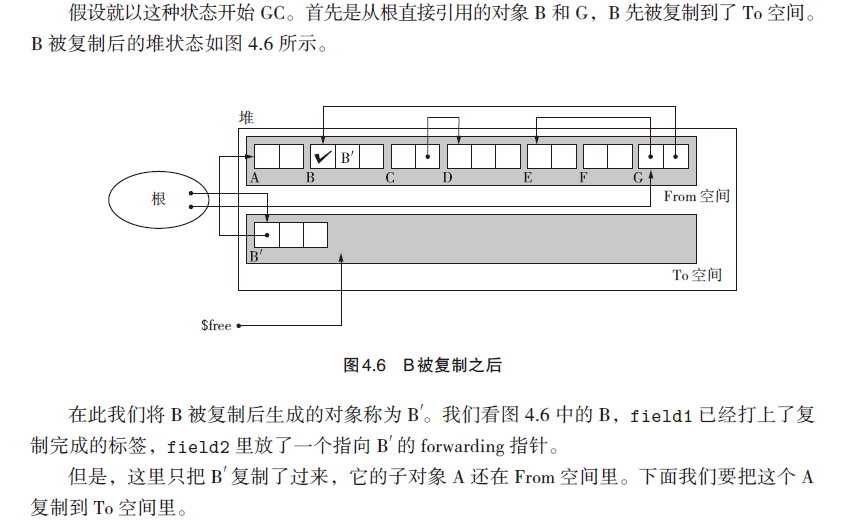 假设就以这种状态开始 GC。首先是从根直接引用的对象 B 和 G，B 先被复制到了 To 空间。
B 被复制后的堆状态如图 4.6 所示。
堆
B′
A B C D E F G
From 空间
根
B′
To 空间
$free
图4.6 B被复制之后
在此我们将 B 被复制后生成的对象称为 B′。我们看图 4.6 中的 B，field1 已经打上了复
制完成的标签，field2 里放了一个指向 B′ 的 forwarding 指针。
但是，这里只把 B′ 复制了过来，它的子对象 A 还在 From 空间里。下面我们要把这个 A
复制到 To 空间里。